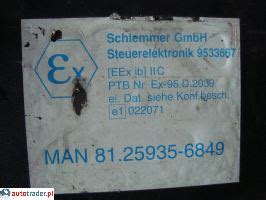 Schlemmer GmbH
Steuerelektronik 9533667
Ex
[EEx ib] IIC
PTB Nr. Ex-95.D.2039
el. Dat. siehe Konf.besch.
e1 022071
MAN 81.25935-6849
autotrader.pl